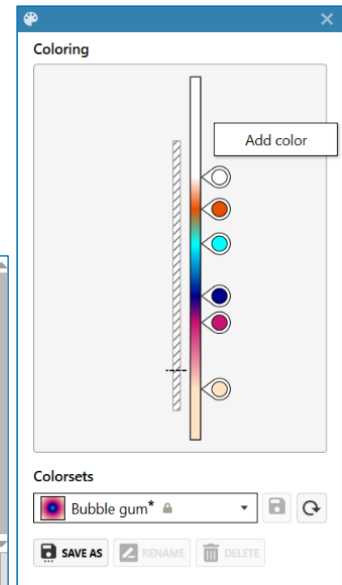 Coloring
Add color
Colorsets
Bubble gum*
SAVE AS
RENAME
DELETE